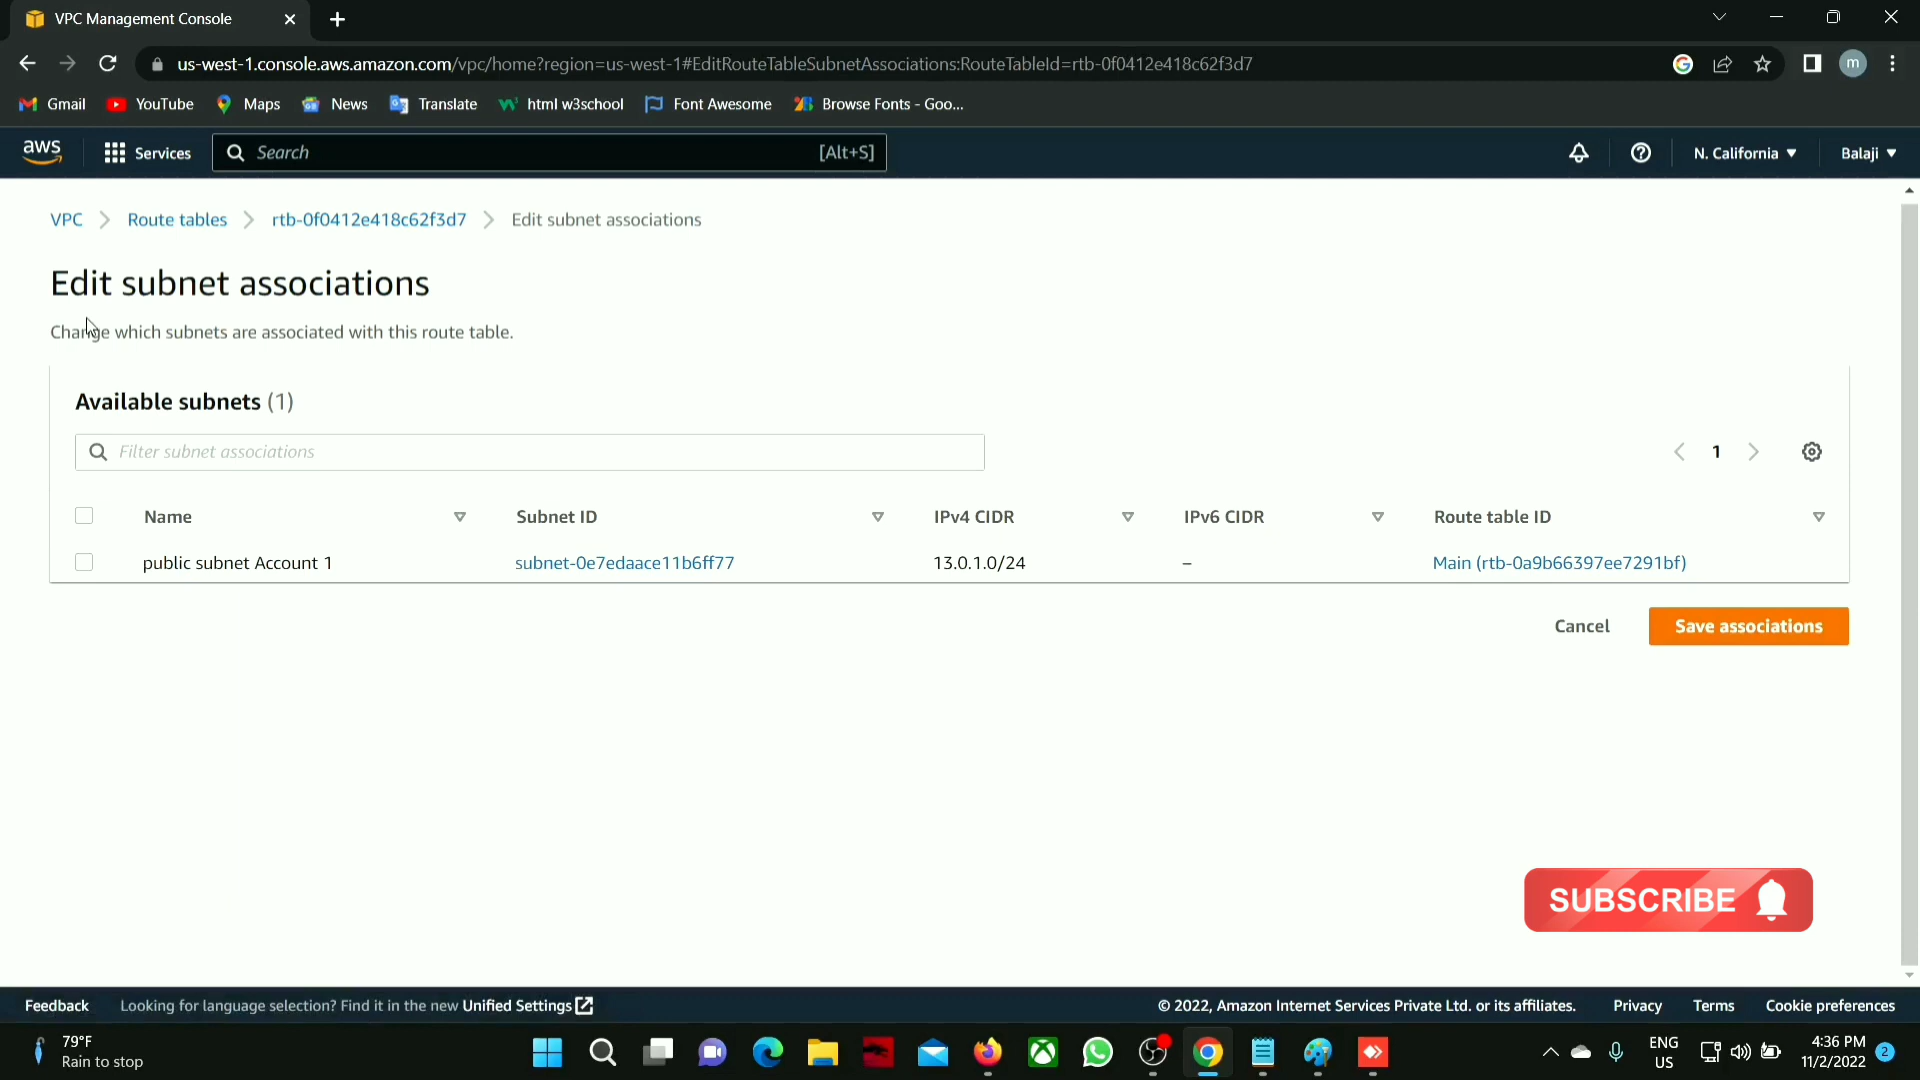 VPC Management Console
us-west-1.console.aws.amazon.com/vpc/home?region=us-west-1#EditRouteTableSubnetAssociations:RouteTableId=rtb-0f0412e418c62f3d7
m
Gmail YouTube Maps News Translate html w3school Font Awesome Browse Fonts - Goo...
aws Services Search [Alt+S] N. California Balaji
VPC Route tables rtb-0f0412e418c62f3d7 Edit subnet associations
Edit subnet associations
Change which subnets are associated with this route table.
Available subnets (1)
Filter subnet associations 1
Name Subnet ID IPv4 CIDR IPv6 CIDR Route table ID
public subnet Account 1 subnet-0e7edaace11b6ff77 13.0.1.0/24 – Main (rtb-0a9b66397ee7291bf)
Cancel Save associations
SUBSCRIBE
Feedback Looking for language selection? Find it in the new Unified Settings © 2022, Amazon Internet Services Private Ltd. or its affiliates. Privacy Terms Cookie preferences
79°F
Rain to stop
ENG
US
4:36 PM
11/2/2022
2